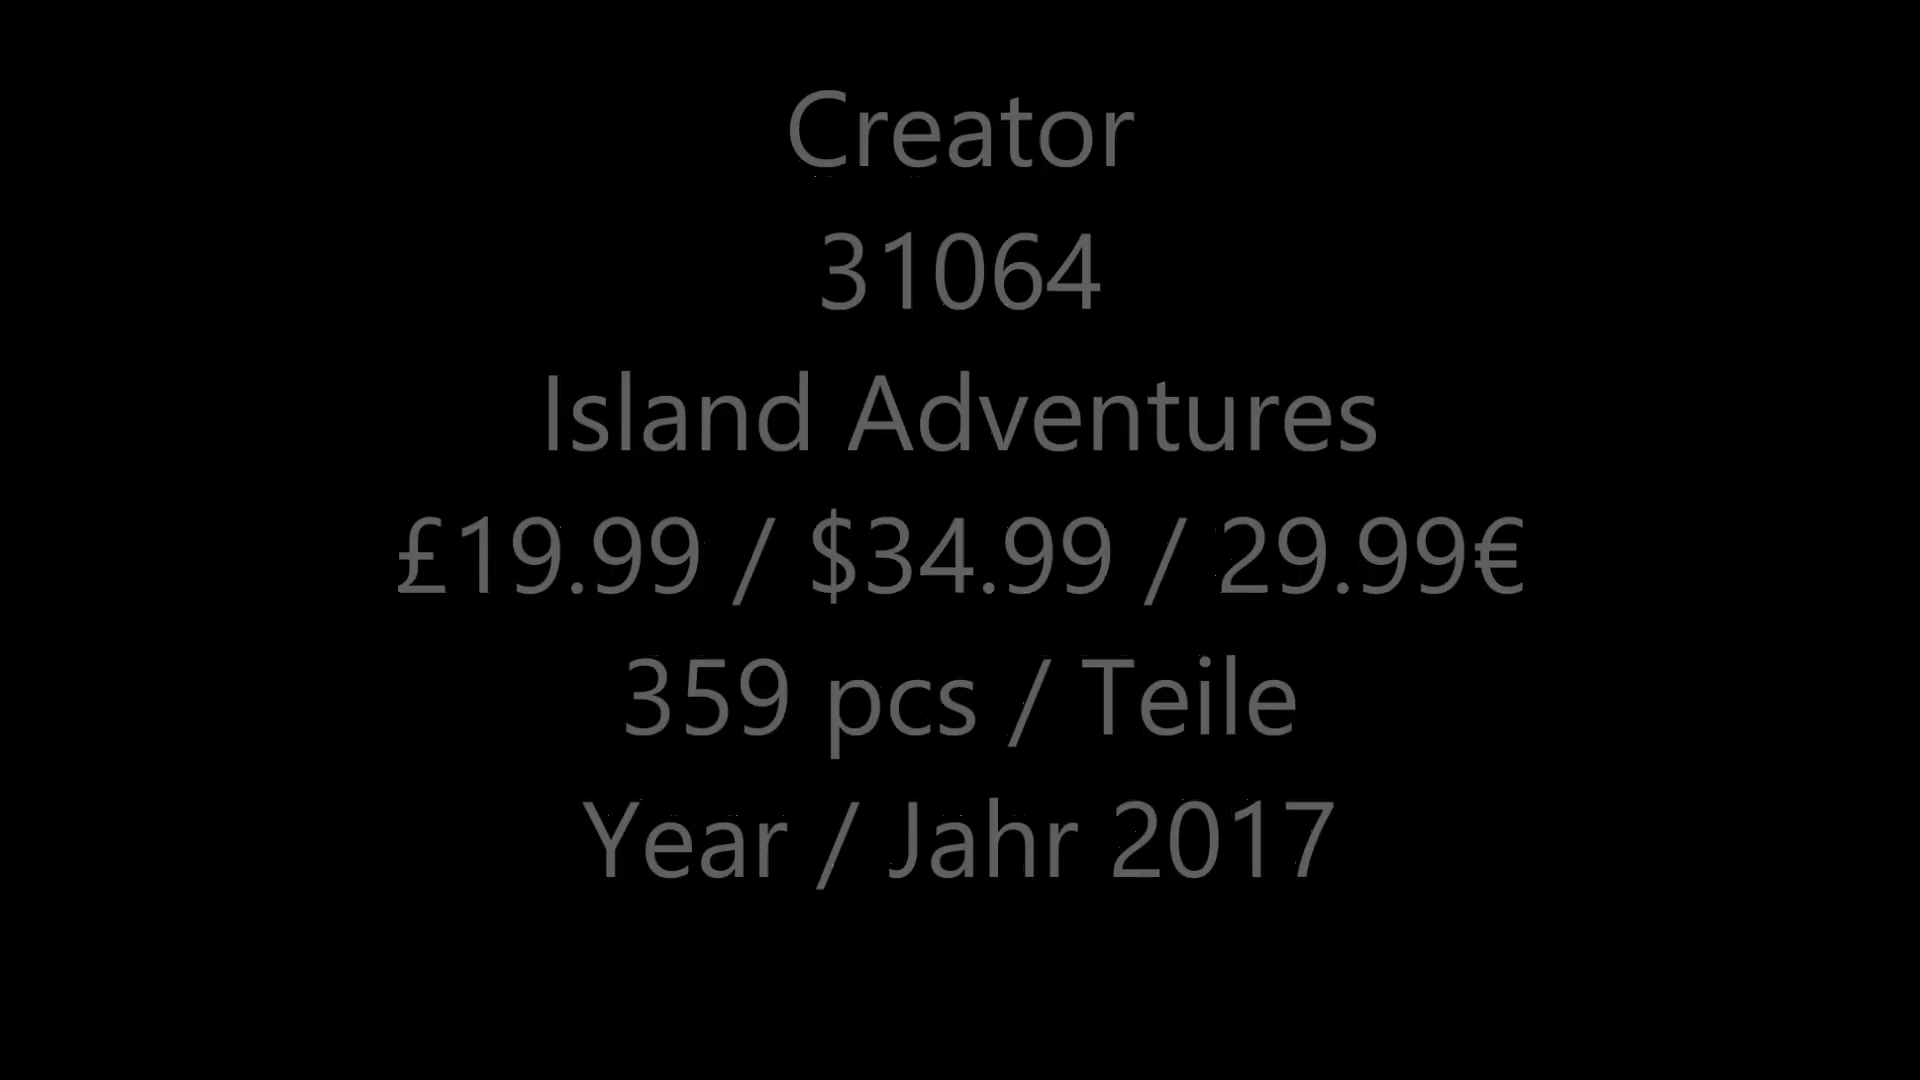 Creator
31064
Island Adventures
£19.99 / $34.99 / 29.99€
359 pcs / Teile
Year / Jahr 2017